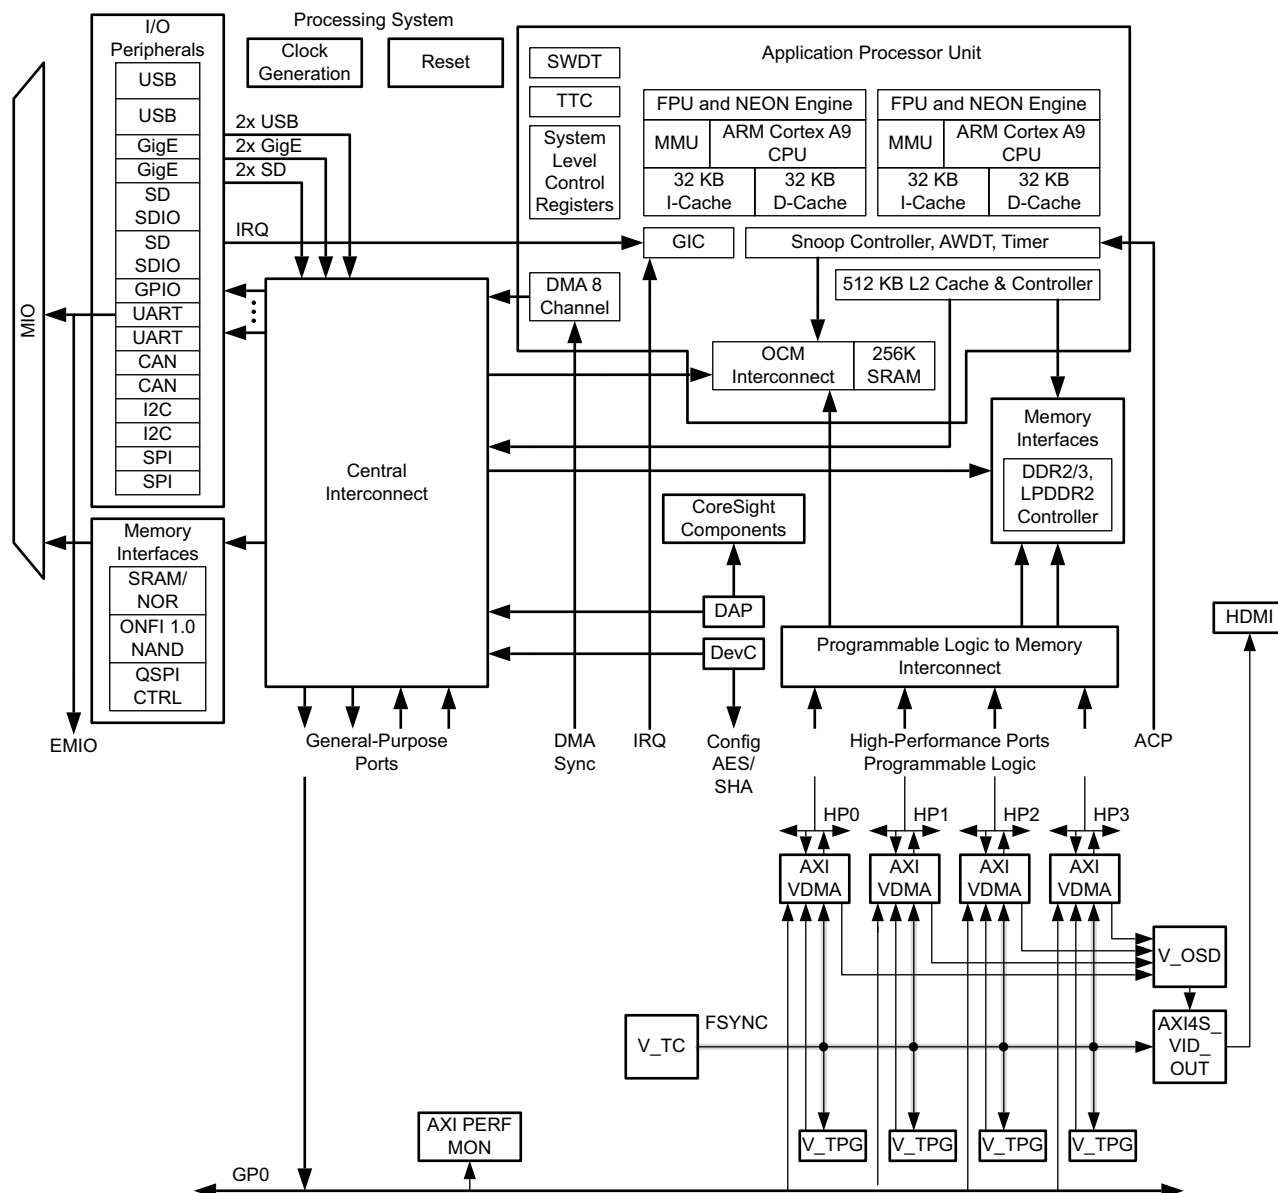 Processing System
I/O
Peripherals
USB
USB
GigE
GigE
SD
SDIO
SD
SDIO
GPIO
UART
UART
CAN
CAN
I2C
I2C
SPI
SPI
MIO
Clock
Generation
Reset
2x USB
2x GigE
2x SD
IRQ
Application Processor Unit
SWDT
TTC
System
Level
Control
Registers
FPU and NEON Engine
MMU
ARM Cortex A9
CPU
32 KB
I-Cache
32 KB
D-Cache
FPU and NEON Engine
MMU
ARM Cortex A9
CPU
32 KB
I-Cache
32 KB
D-Cache
GIC
Snoop Controller, AWDT, Timer
DMA 8
Channel
512 KB L2 Cache & Controller
OCM
Interconnect
256K
SRAM
Central
Interconnect
Memory
Interfaces
DDR2/3,
LPDDR2
Controller
CoreSight
Components
Memory
Interfaces
SRAM/
NOR
ONFI 1.0
NAND
QSPI
CTRL
DAP
DevC
Programmable Logic to Memory
Interconnect
HDMI
EMIO
General-Purpose
Ports
DMA
Sync
IRQ
Config
AES/
SHA
High-Performance Ports
Programmable Logic
ACP
HP0
HP1
HP2
HP3
AXI
VDMA
AXI
VDMA
AXI
VDMA
AXI
VDMA
V_OSD
V_TC
FSYNC
AXI4S_
VID_
OUT
AXI PERF
MON
V_TPG
V_TPG
V_TPG
V_TPG
GP0